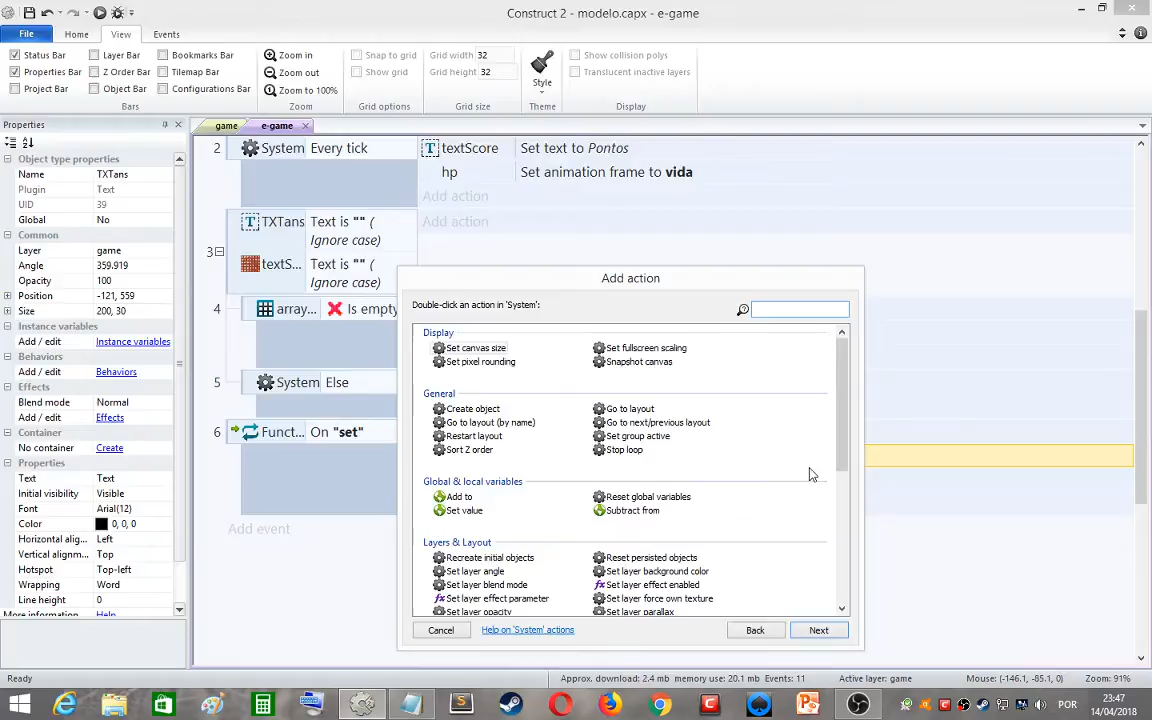 Construct 2 - modelo.capx - e-game
File Home View Events
Status Bar Layer Bar Bookmarks Bar Zoom in Snap to grid Grid width 32 Show collision polys
Properties Bar Z Order Bar Tilemap Bar Zoom out Show grid Grid height 32 Translucent inactive layers
Project Bar Object Bar Configurations Bar Zoom to 100% Style
Bars Zoom Grid options Grid size Theme Display
Properties game e-game
Object type properties
Name TXTans
Plugin Text
UID 39
Global No
Common
Layer game
Angle 359.919
Opacity 100
Position -121, 559
Size 200, 30
Instance variables
Add / edit Instance variables
Behaviors
Add / edit Behaviors
Effects
Blend mode Normal
Add / edit Effects
Container
No container Create
Properties
Text Text
Initial visibility Visible
Font Arial(12)
Color 0, 0, 0
Horizontal alig... Left
Vertical alignm... Top
Hotspot Top-left
Wrapping Word
Line height 0
More information Help
2 System Every tick T textScore Set text to Pontos
hp Set animation frame to vida
Add action
3 T TXTans Text is "" ( Add action
Ignore case)
textS... Text is "" (
Ignore case)
4 array... Is empty
5 System Else
6 Funct... On "set"
Add event
Add action
Double-click an action in 'System':
Display
Set canvas size Set fullscreen scaling
Set pixel rounding Snapshot canvas
General
Create object Go to layout
Go to layout (by name) Go to next/previous layout
Restart layout Set group active
Sort Z order Stop loop
Global & local variables
Add to Reset global variables
Set value Subtract from
Layers & Layout
Recreate initial objects Reset persisted objects
Set layer angle Set layer background color
Set layer blend mode fx Set layer effect enabled
fx Set layer effect parameter Set layer force own texture
Set layer opacity Set layer parallax
Cancel Help on 'System' actions Back Next
Ready Approx. download: 2.4 mb memory use: 20.1 mb Events: 11 Active layer: game Mouse: (-146.1, -85.1, 0) Zoom: 91%
POR
23:47
14/04/2018